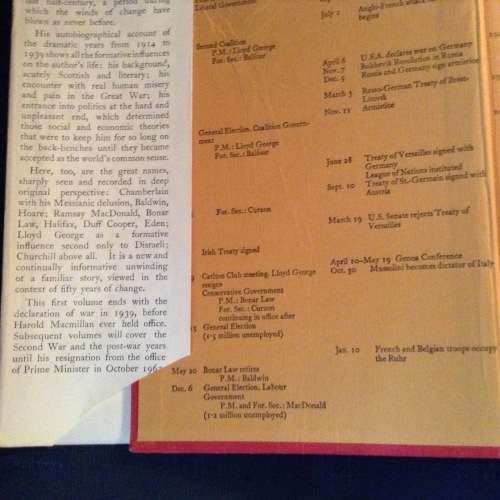 last half-century, a period during
which the winds of change have
blown as never before.
His autobiographical account of
the dramatic years from 1914 to
1939 shows all the formative influences
on the author's life: his background,
acutely Scottish and literary; his
encounter with real human misery
and pain in the Great War; his
entrance into politics at the hard and
unpleasant end, which determined
those social and economic theories
that were to keep him for so long on
the back-benches until they became
accepted as the world's common sense.
Here, too, are the great names,
sharply seen and recorded in deep
original perspective: Chamberlain
with his Messianic delusion, Baldwin,
Hoare; Ramsay MacDonald, Bonar
Law, Halifax, Duff Cooper, Eden;
Lloyd George as a formative
influence second only to Disraeli;
Churchill above all. It is a new and
continually informative unwinding
of a familiar story, viewed in the
context of fifty years of change.
This first volume ends with the
declaration of war in 1939, before
Harold Macmillan ever held office.
Subsequent volumes will cover the
Second War and the post-war years
until his resignation from the office
of Prime Minister in October 196
Liberal Government
Second Coalition
P.M.: Lloyd George
For. Sec.: Balfour
General Election. Coalition Govern-
ment
P.M.: Lloyd George
For. Sec.: Balfour
For. Sec.: Curzon
Irish Treaty signed
9 Carlton Club meeting. Lloyd George
resigns
Conservative Government
P.M.: Bonar Law
For. Sec.: Curzon
continuing in office after
15 General Election
(1·5 million unemployed)
May 20 Bonar Law retires
P.M.: Baldwin
Dec. 6 General Election. Labour
Government
P.M. and For. Sec.: MacDonald
(1·2 million unemployed)
July 1 Anglo-French attack
begins
April 6 U.S.A. declare war on Germany
Nov. 7 Bolshevik Revolution in Russia
Dec. 5 Russia and Germany sign armistice
March 3 Russo-German Treaty of Brest-
Litovsk
Nov. 11 Armistice
June 28 Treaty of Versailles signed with
Germany
League of Nations instituted
Sept. 10 Treaty of St.-Germain signed with
Austria
March 19 U.S. Senate rejects Treaty of
Versailles
April 10–May 19 Genoa Conference
Oct. 30 Mussolini becomes dictator of Italy
Jan. 10 French and Belgian troops occupy
the Ruhr